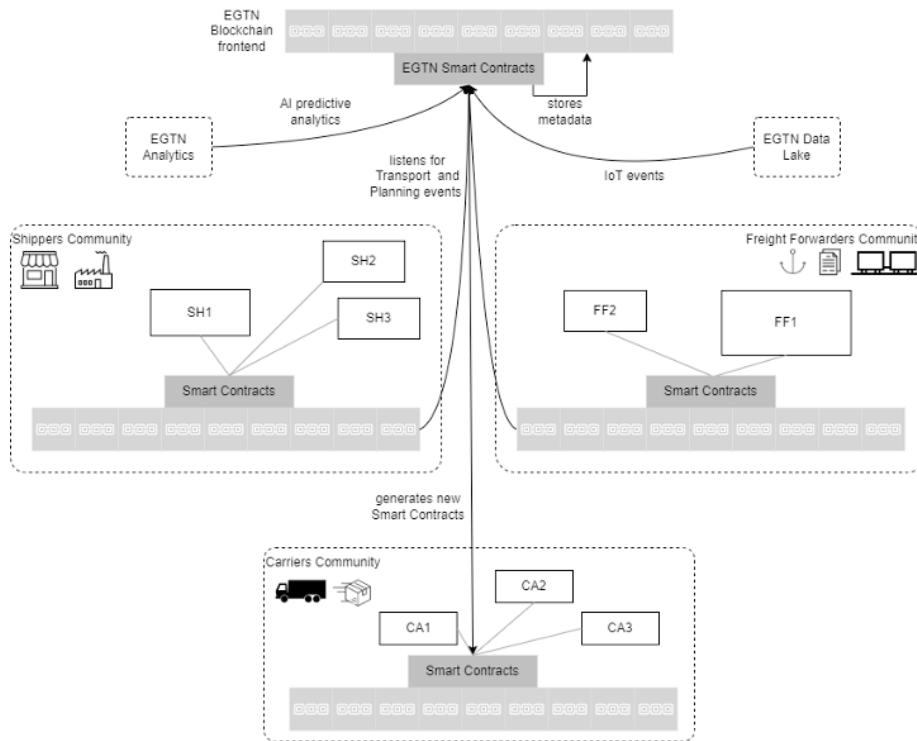 EGTN
Blockchain
frontend
EGTN Smart Contracts
AI predictive
analytics
stores
metadata
EGTN
Analytics
EGTN Data
Lake
listens for
Transport and
Planning events
IoT events
Shippers Community
SH2
SH1
SH3
Smart Contracts
Freight Forwarders Communit
FF2
FF1
Smart Contracts
generates new
Smart Contracts
Carriers Community
CA2
CA1
CA3
Smart Contracts